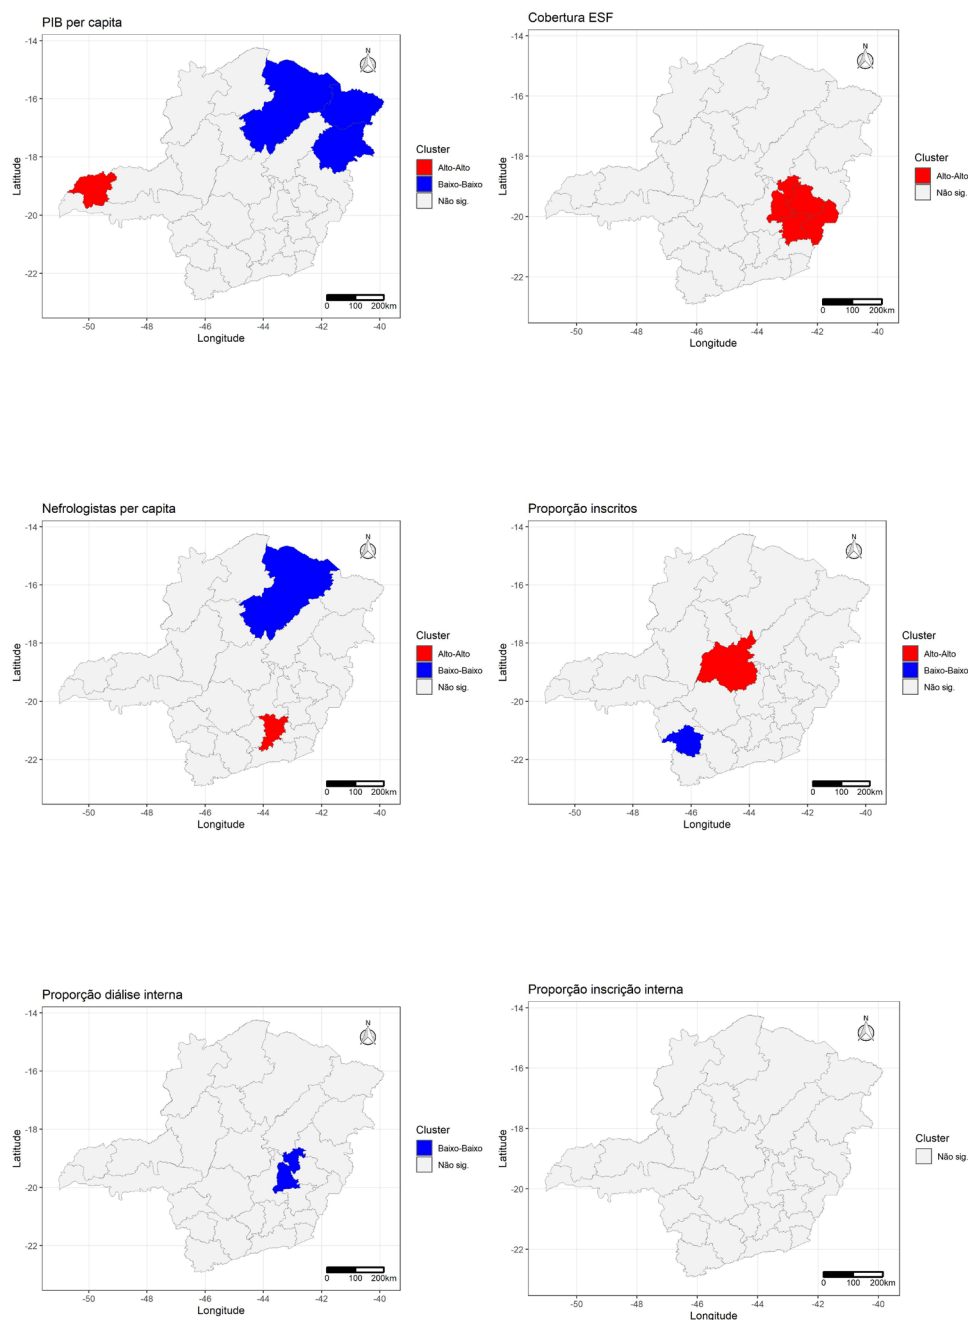 PIB per capita
N
-14
-16
-18
-20
-22
Latitude
-50
-48
-46
-44
-42
-40
Longitude
0 100 200km
Cluster
Alto-Alto
Baixo-Baixo
Não sig.
Cobertura ESF
N
-14
-16
-18
-20
-22
Latitude
-50
-48
-46
-44
-42
-40
Longitude
0 100 200km
Cluster
Alto-Alto
Não sig.
Nefrologistas per capita
N
-14
-16
-18
-20
-22
Latitude
-50
-48
-46
-44
-42
-40
Longitude
0 100 200km
Cluster
Alto-Alto
Baixo-Baixo
Não sig.
Proporção inscritos
N
-14
-16
-18
-20
-22
Latitude
-50
-48
-46
-44
-42
-40
Longitude
0 100 200km
Cluster
Alto-Alto
Baixo-Baixo
Não sig.
Proporção diálise interna
N
-14
-16
-18
-20
-22
Latitude
-50
-48
-46
-44
-42
-40
Longitude
0 100 200km
Cluster
Baixo-Baixo
Não sig.
Proporção inscrição interna
N
-14
-16
-18
-20
-22
Latitude
-50
-48
-46
-44
-42
-40
Longitude
0 100 200km
Cluster
Não sig.